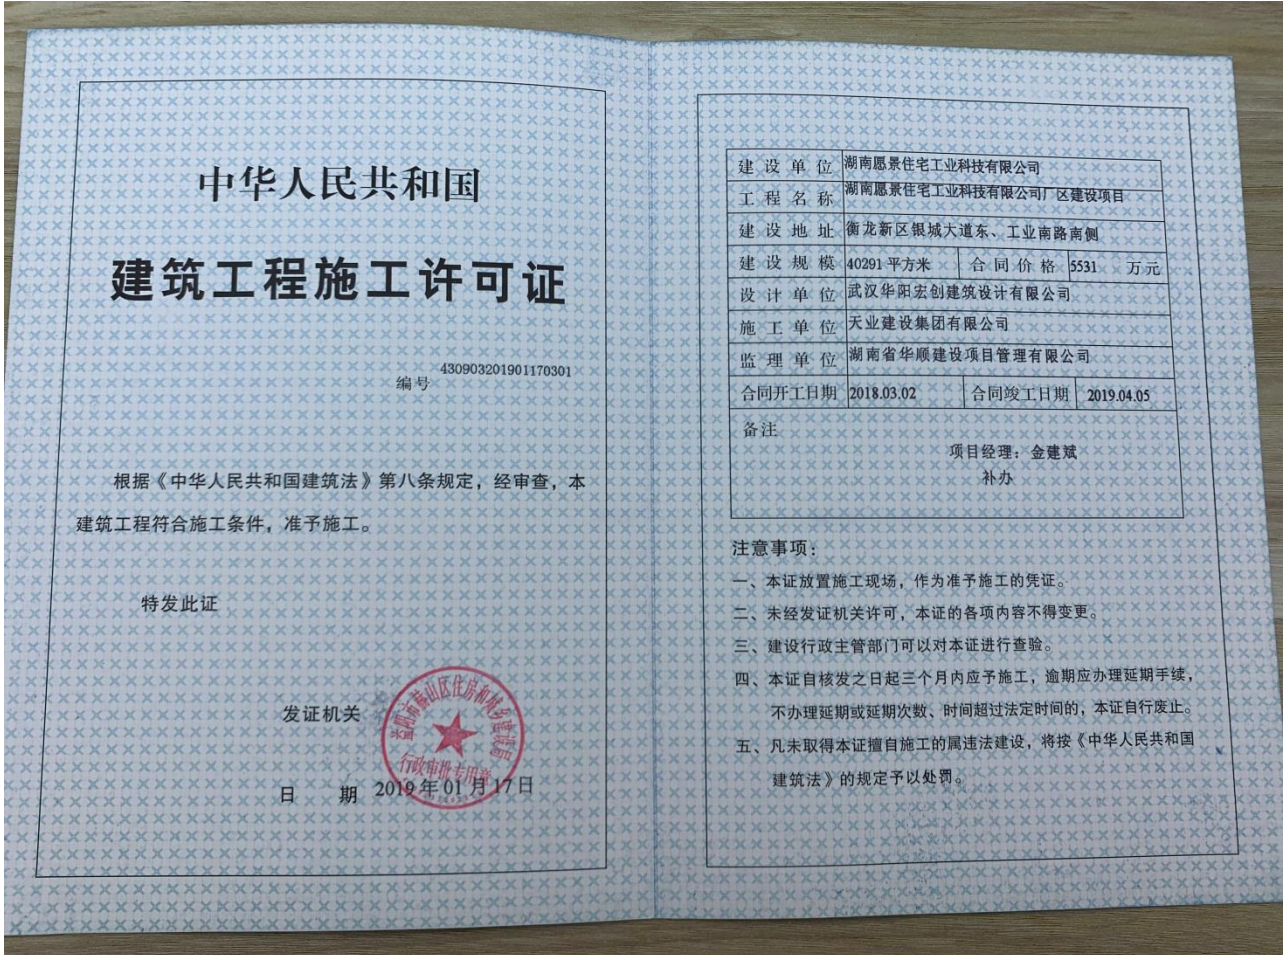 中华人民共和国
建筑工程施工许可证
编号 430903201901170301
根据《中华人民共和国建筑法》第八条规定，经审查，本
建筑工程符合施工条件，准予施工。
特发此证
发证机关
益阳市赫山区住房和城乡建设局
行政审批专用章
日 期 2019年01月17日
建设单位 湖南愿景住宅工业科技有限公司
工程名称 湖南愿景住宅工业科技有限公司厂区建设项目
建设地址 衡龙新区银城大道东、工业南路南侧
建设规模 40291平方米 合同价格 5531 万元
设计单位 武汉华阳宏创建筑设计有限公司
施工单位 天业建设集团有限公司
监理单位 湖南省华顺建设项目管理有限公司
合同开工日期 2018.03.02 合同竣工日期 2019.04.05
备注
项目经理：金建斌
补办
注意事项：
一、本证放置施工现场，作为准予施工的凭证。
二、未经发证机关许可，本证的各项内容不得变更。
三、建设行政主管部门可以对本证进行查验。
四、本证自核发之日起三个月内应予施工，逾期应办理延期手续，
不办理延期或延期次数、时间超过法定时间的，本证自行废止。
五、凡未取得本证擅自施工的属违法建设，将按《中华人民共和国
建筑法》的规定予以处罚。